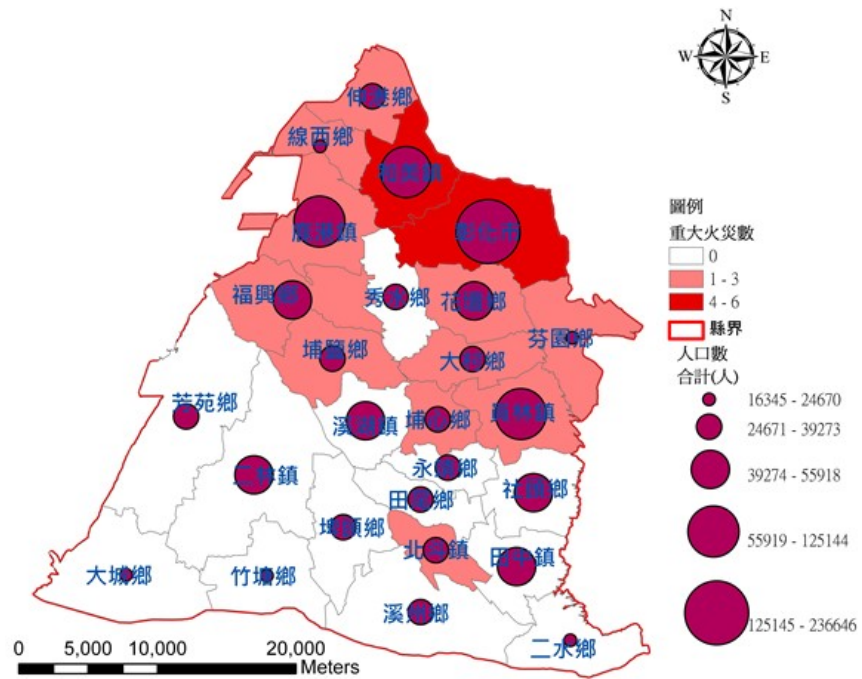 N
W
E
S
伸港鄉
線西鄉
和美鎮
鹿港鎮
彰化市
福興鄉
秀水鄉
花壇鄉
芬園鄉
埔鹽鄉
大村鄉
芳苑鄉
溪湖鎮
埔心鄉
員林鎮
永靖鄉
二林鎮
社頭鄉
田尾鄉
埤頭鄉
北斗鎮
田中鎮
大城鄉
竹塘鄉
溪州鄉
二水鄉
圖例
重大火災數
0
1 - 3
4 - 6
縣界
人口數
合計(人)
16345 - 24670
24671 - 39273
39274 - 55918
55919 - 125144
125145 - 236646
0 5,000 10,000 20,000
Meters